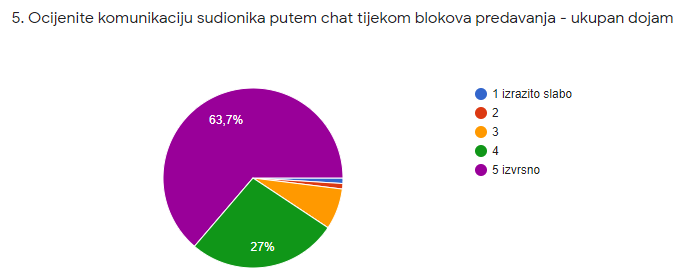 5. Ocijenite komunikaciju sudionika putem chat tijekom blokova predavanja - ukupan dojam
63,7%
27%
1 izrazito slabo
2
3
4
5 izvrsno